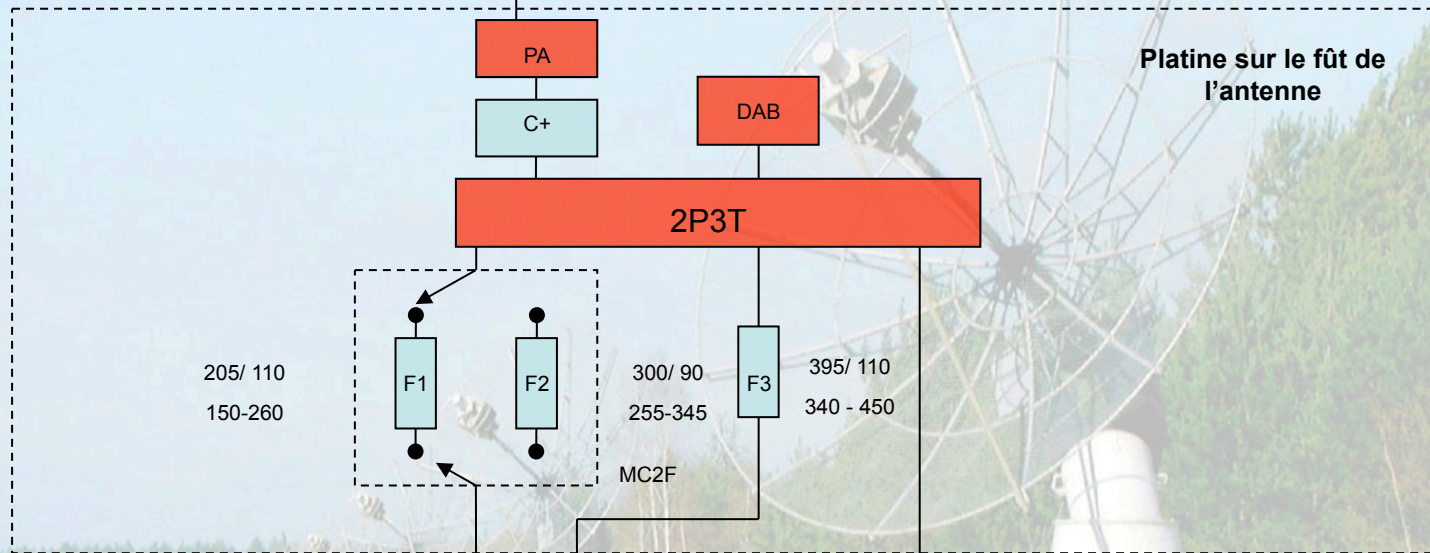 PA
Platine sur le fût de
l’antenne
C+
DAB
2P3T
205/ 110
150-260
F1
F2
300/ 90
255-345
F3
395/ 110
340 - 450
MC2F